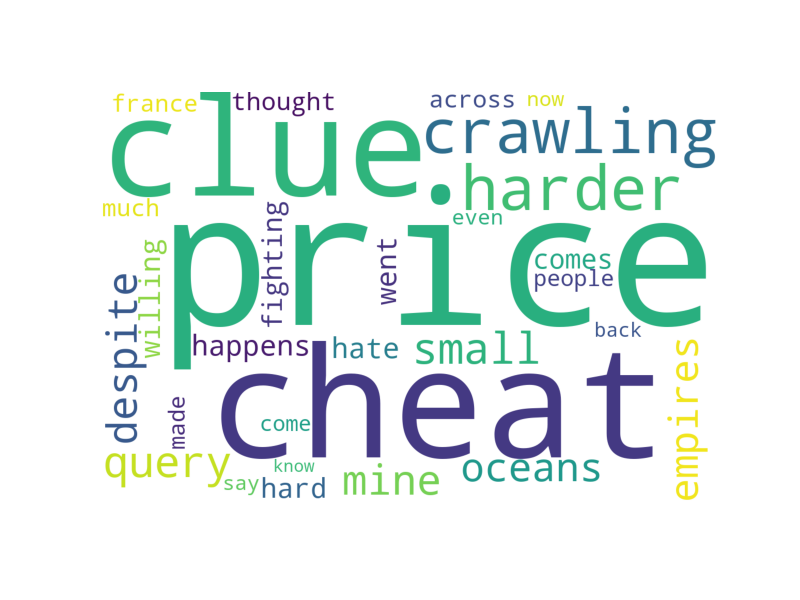 france
thought
across
now
clue
crawling
harder
much
even
price
willing
fighting
went
comes
people
despite
back
happens
hate
small
cheat
empires
made
come
query
know
say
hard
mine
oceans